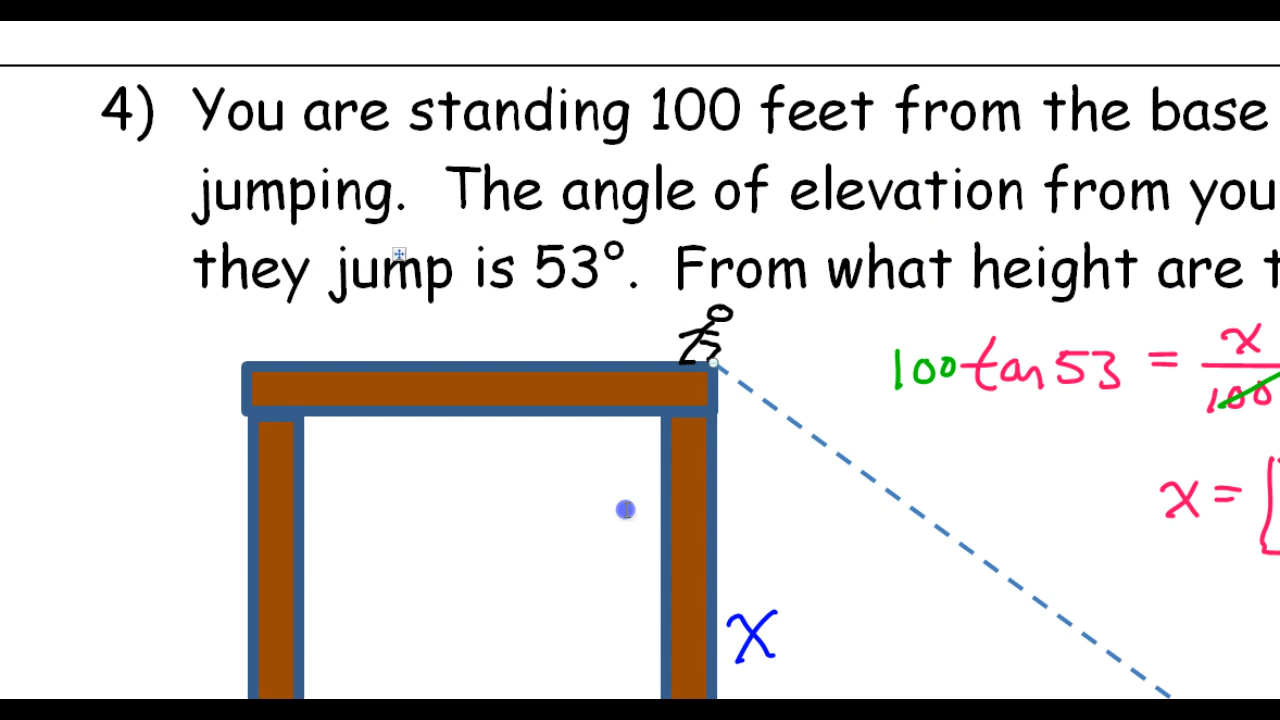 4) You are standing 100 feet from the base
jumping. The angle of elevation from you
they jump is 53°. From what height are t
100 tan 53 = x/100
x =
x